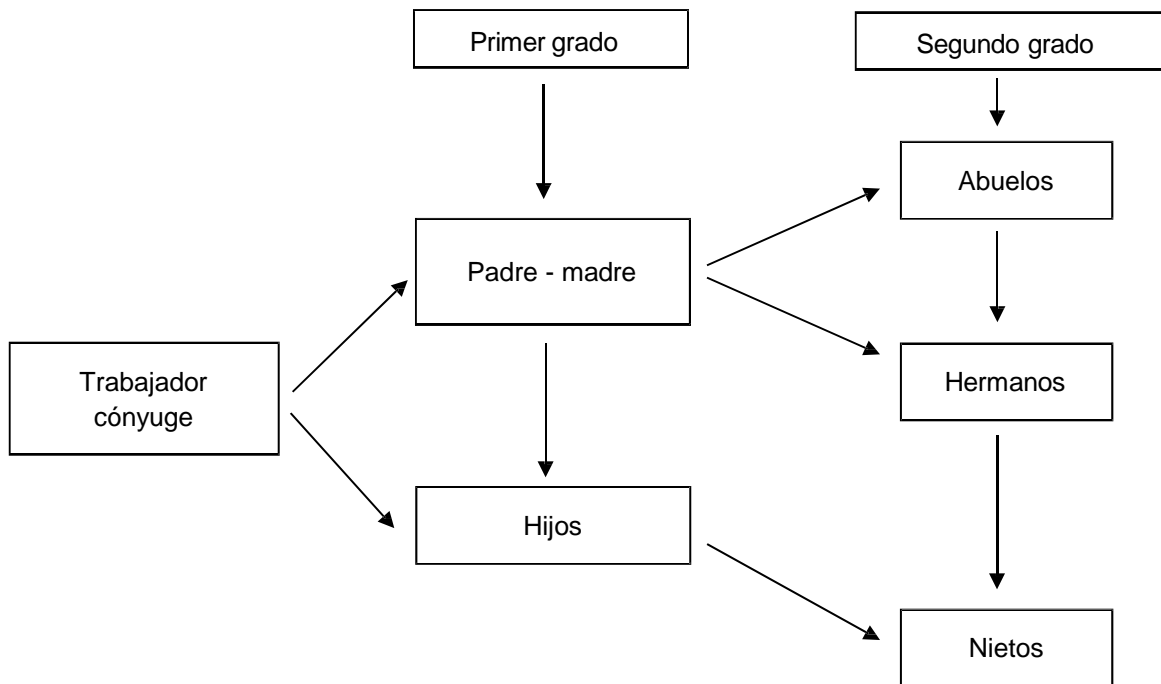 Primer grado
Segundo grado
Abuelos
Padre - madre
Trabajador
cónyuge
Hermanos
Hijos
Nietos